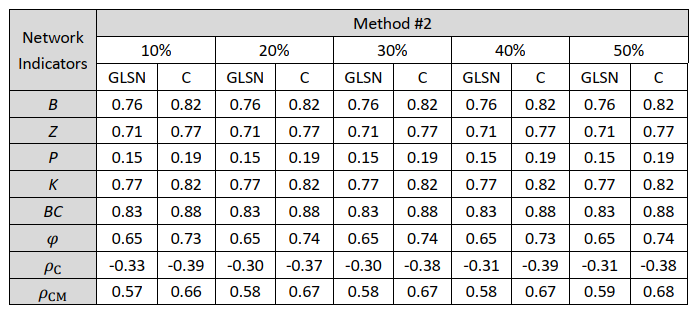 Network Indicators Method #2
10% 20% 30% 40% 50%
GLSN C GLSN C GLSN C GLSN C GLSN C
B 0.76 0.82 0.76 0.82 0.76 0.82 0.76 0.82 0.76 0.82
Z 0.71 0.77 0.71 0.77 0.71 0.77 0.71 0.77 0.71 0.77
P 0.15 0.19 0.15 0.19 0.15 0.19 0.15 0.19 0.15 0.19
K 0.77 0.82 0.77 0.82 0.77 0.82 0.77 0.82 0.77 0.82
BC 0.83 0.88 0.83 0.88 0.83 0.88 0.83 0.88 0.83 0.88
φ 0.65 0.73 0.65 0.74 0.65 0.74 0.65 0.73 0.65 0.74
ρC -0.33 -0.39 -0.30 -0.37 -0.30 -0.38 -0.31 -0.39 -0.31 -0.38
ρCM 0.57 0.66 0.58 0.67 0.58 0.67 0.58 0.67 0.59 0.68